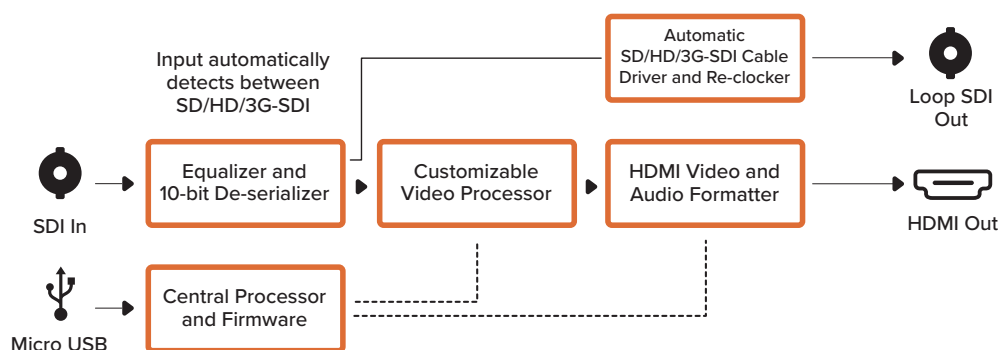 Input automatically
detects between
SD/HD/3G-SDI
Automatic
SD/HD/3G-SDI Cable
Driver and Re-clocker
Loop SDI
Out
SDI In
Equalizer and
10-bit De-serializer
Customizable
Video Processor
HDMI Video and
Audio Formatter
HDMI Out
Micro USB
Central Processor
and Firmware